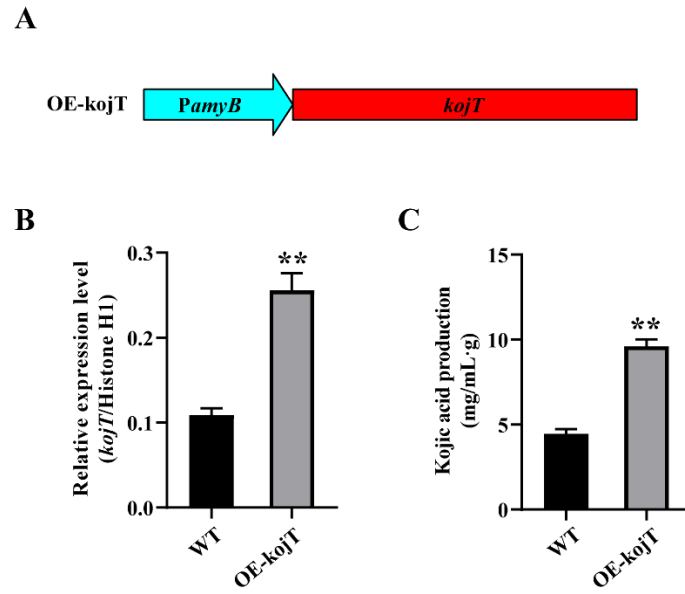 A
OE-kojT
PamyB
kojT
B
Relative expression level
(kojT/Histone H1)
0.3
0.2
0.1
0.0
**
WT
OE-kojT
C
Kojic acid production
(mg/mL·g)
15
10
5
0
**
WT
OE-kojT